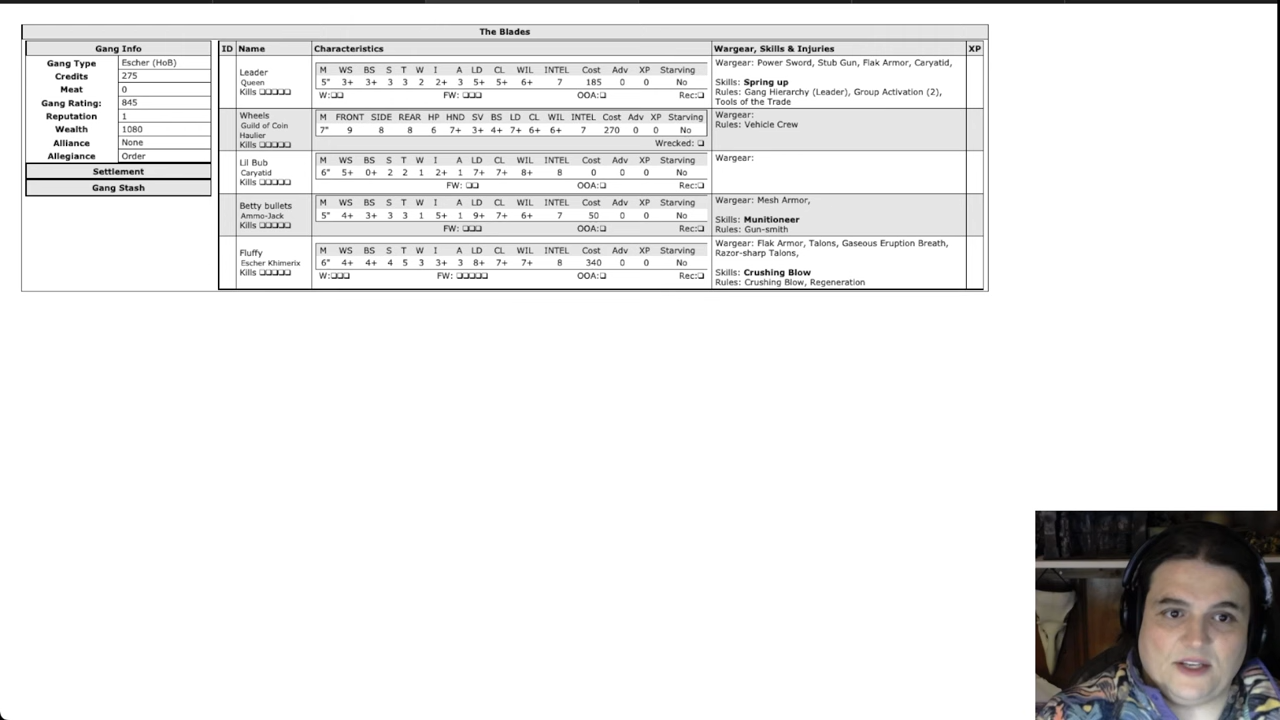 The Blades
Gang Info
Gang Type Escher (HoB)
Credits 275
Meat 0
Gang Rating: 845
Reputation 1
Wealth 1080
Alliance None
Allegiance Order
Settlement
Gang Stash
ID Name Characteristics Wargear, Skills & Injuries XP
Leader
Queen
Kills ❏❏❏❏❏
M WS BS S T W I A LD CL WIL INTEL Cost Adv XP Starving
5" 3+ 3+ 3 3 2 2+ 3 5+ 5+ 6+ 7 185 0 0 No
W:❏❏ FW: ❏❏❏ OOA:❏ Rec:❏
Wargear: Power Sword, Stub Gun, Flak Armor, Caryatid,
Skills: Spring up
Rules: Gang Hierarchy (Leader), Group Activation (2),
Tools of the Trade
Wheels
Guild of Coin
Haulier
Kills ❏❏❏❏❏
M FRONT SIDE REAR HP HND SV BS LD CL WIL INTEL Cost Adv XP Starving
7" 9 8 8 6 7+ 3+ 4+ 7+ 6+ 6+ 7 270 0 0 No
Wrecked: ❏
Wargear:
Rules: Vehicle Crew
Lil Bub
Caryatid
Kills ❏❏❏❏❏
M WS BS S T W I A LD CL WIL INTEL Cost Adv XP Starving
6" 5+ 0+ 2 2 1 2+ 1 7+ 7+ 8+ 8 0 0 0 No
FW: ❏❏ OOA:❏ Rec:❏
Wargear:
Betty bullets
Ammo-Jack
Kills ❏❏❏❏❏
M WS BS S T W I A LD CL WIL INTEL Cost Adv XP Starving
5" 4+ 3+ 3 3 1 5+ 1 9+ 7+ 6+ 7 50 0 0 No
FW: ❏❏❏ OOA:❏ Rec:❏
Wargear: Mesh Armor,
Skills: Munitioneer
Rules: Gun-smith
Fluffy
Escher Khimerix
Kills ❏❏❏❏❏
M WS BS S T W I A LD CL WIL INTEL Cost Adv XP Starving
6" 4+ 4+ 4 5 3 3+ 3 8+ 7+ 7+ 8 340 0 0 No
W:❏❏❏ FW: ❏❏❏❏❏ OOA:❏ Rec:❏
Wargear: Flak Armor, Talons, Gaseous Eruption Breath,
Razor-sharp Talons,
Skills: Crushing Blow
Rules: Crushing Blow, Regeneration